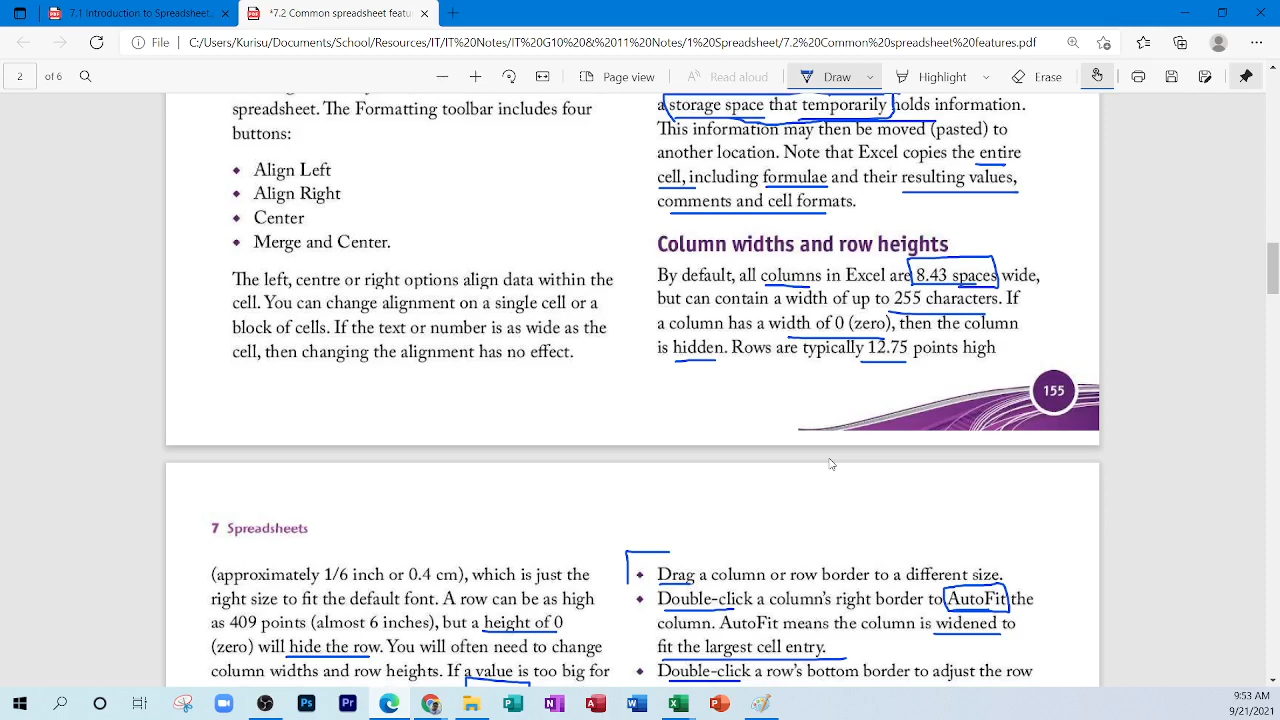 7.1 Introduction to Spreadsheet.
*7.2 Common spreadsheet featur
File
C:/Users/Kurisu/Documents/School/Resources/IT/IT%20Notes/IT%20G10%20&%2011%20Notes/1%20Spreadsheet/7.2%20Common%20spreadsheet%20features.pdf
2 of 6
Page view
Read aloud
Draw
Highlight
Erase
spreadsheet. The Formatting toolbar includes four
buttons:
Align Left
Align Right
Center
Merge and Center.
The left, centre or right options align data within the
cell. You can change alignment on a single cell or a
block of cells. If the text or number is as wide as the
cell, then changing the alignment has no effect.
a storage space that temporarily holds information.
This information may then be moved (pasted) to
another location. Note that Excel copies the entire
cell, including formulae and their resulting values,
comments and cell formats.
Column widths and row heights
By default, all columns in Excel are 8.43 spaces wide,
but can contain a width of up to 255 characters. If
a column has a width of 0 (zero), then the column
is hidden. Rows are typically 12.75 points high
155
7 Spreadsheets
(approximately 1/6 inch or 0.4 cm), which is just the
right size to fit the default font. A row can be as high
as 409 points (almost 6 inches), but a height of 0
(zero) will hide the row. You will often need to change
column widths and row heights. If a value is too big for
Drag a column or row border to a different size.
Double-click a column's right border to AutoFit the
column. AutoFit means the column is widened to
fit the largest cell entry.
Double-click a row's bottom border to adjust the row
9:53 AM
9/21/2021